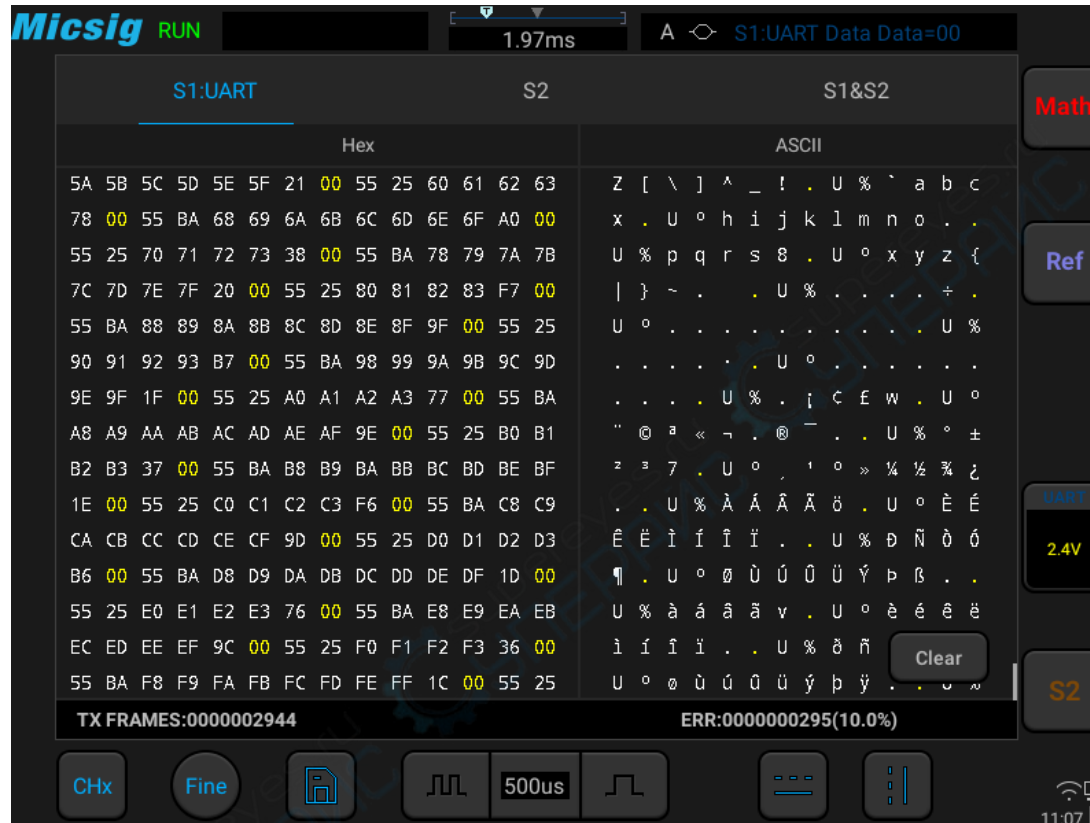 Micsig RUN T 1.97ms A S1:UART Data Data=00
S1:UART S2 S1&S2
Math
Hex ASCII
5A 5B 5C 5D 5E 5F 21 00 55 25 60 61 62 63 Z [ \ ] ^ _ ! . U % ` a b c
78 00 55 BA 68 69 6A 6B 6C 6D 6E 6F A0 00 x . U º h i j k l m n o . .
55 25 70 71 72 73 38 00 55 BA 78 79 7A 7B U % p q r s 8 . U º x y z {
Ref
7C 7D 7E 7F 20 00 55 25 80 81 82 83 F7 00 | } ~ . . U % . . . . ÷ .
55 BA 88 89 8A 8B 8C 8D 8E 8F 9F 00 55 25 U º . . . . . . . . . . U %
90 91 92 93 B7 00 55 BA 98 99 9A 9B 9C 9D . . . . · . U º . . . . . .
9E 9F 1F 00 55 25 A0 A1 A2 A3 77 00 55 BA . . . . U % . ¡ ¢ £ w . U º
A8 A9 AA AB AC AD AE AF 9E 00 55 25 B0 B1 ¨ © ª « ¬ . ® ¯ . . U % ° ±
B2 B3 37 00 55 BA B8 B9 BA BB BC BD BE BF ² ³ 7 . U º ¸ ¹ º » ¼ ½ ¾ ¿
1E 00 55 25 C0 C1 C2 C3 F6 00 55 BA C8 C9 . . U % À Á Â Ã ö . U º È É
UART
CA CB CC CD CE CF 9D 00 55 25 D0 D1 D2 D3 Ê Ë Ì Í Î Ï . . U % Ð Ñ Ò Ó
2.4V
B6 00 55 BA D8 D9 DA DB DC DD DE DF 1D 00 ¶ . U º Ø Ù Ú Û Ü Ý Þ ß . .
55 25 E0 E1 E2 E3 76 00 55 BA E8 E9 EA EB U % à á â ã v . U º è é ê ë
EC ED EE EF 9C 00 55 25 F0 F1 F2 F3 36 00 ì í î ï . . U % ð ñ
Clear
55 BA F8 F9 FA FB FC FD FE FF 1C 00 55 25 U º ø ù ú û ü ý þ ÿ . . U %
S2
TX FRAMES:0000002944 ERR:0000000295(10.0%)
CHx Fine 500us
11:07